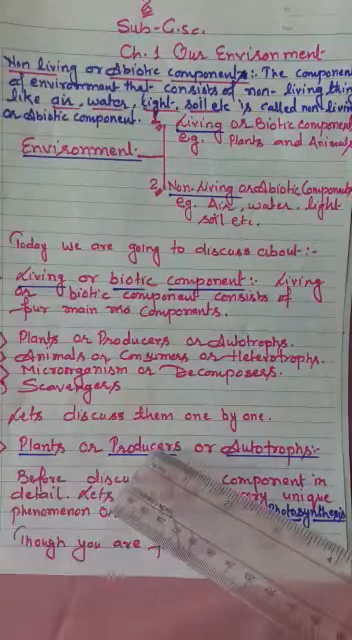 Sub-G.sc.
Ch.1 Our Environment
Non living or Abiotic components:- The component
of environment that consists of non-living thin
like air, water, light, soil etc is called non livin
or abiotic component.
1. Living or Biotic Component
eg. Plants and Animals
Environment
2. Non-living or Abiotic Component
eg. Air, water, light
soil etc.
Today we are going to discuss about:-
Living or biotic component:- Living
or biotic component consists of
four main components.
Plants or Producers or Autotrophs.
Animals or Consumers or Heterotrophs.
Microrganism or Decomposers.
Scavengers
Lets discuss them one by one.
Plants or Producers or Autotrophs:-
Before discu component in
detail. Lets unique
phenomenon Photosynthesis
Though you are